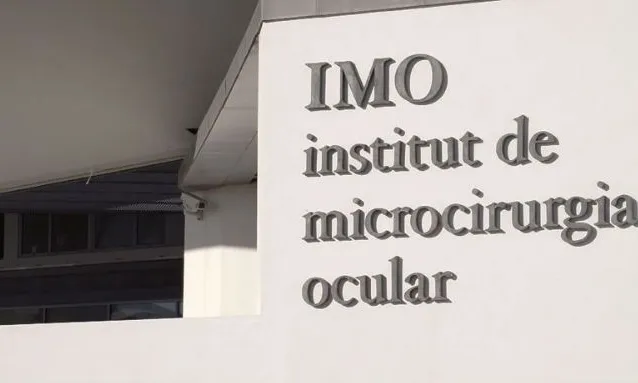 IMO
institut de
microcirurgia
ocular